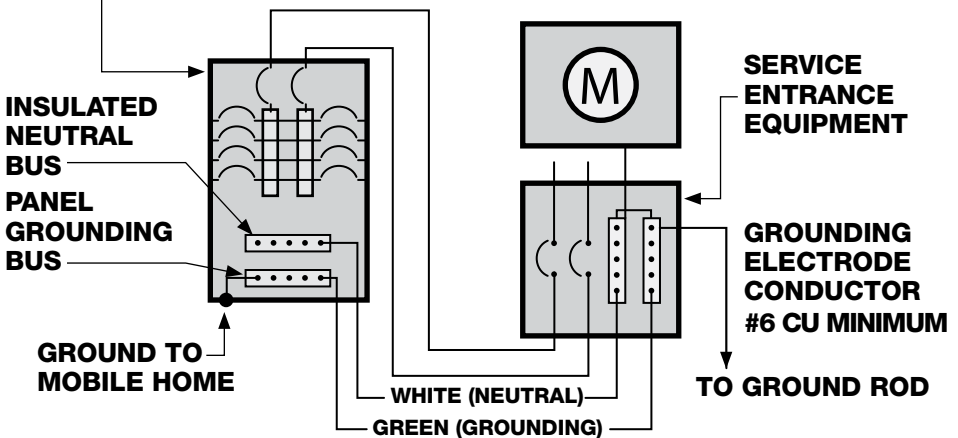 INSULATED
NEUTRAL
BUS
PANEL
GROUNDING
BUS
GROUND TO
MOBILE HOME
M
SERVICE
ENTRANCE
EQUIPMENT
GROUNDING
ELECTRODE
CONDUCTOR
#6 CU MINIMUM
TO GROUND ROD
WHITE (NEUTRAL)
GREEN (GROUNDING)